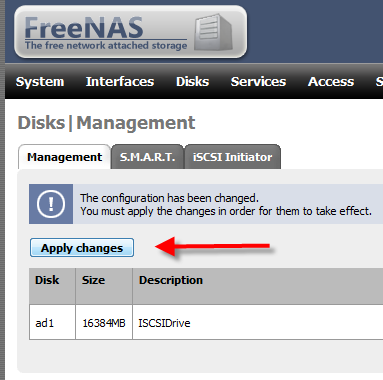 FreeNAS
The free network attached storage
System Interfaces Disks Services Access S
Disks|Management
Management S.M.A.R.T. iSCSI Initiator
The configuration has been changed.
You must apply the changes in order for them to take effect.
Apply changes
Disk Size Description
ad1 16384MB ISCSIDrive